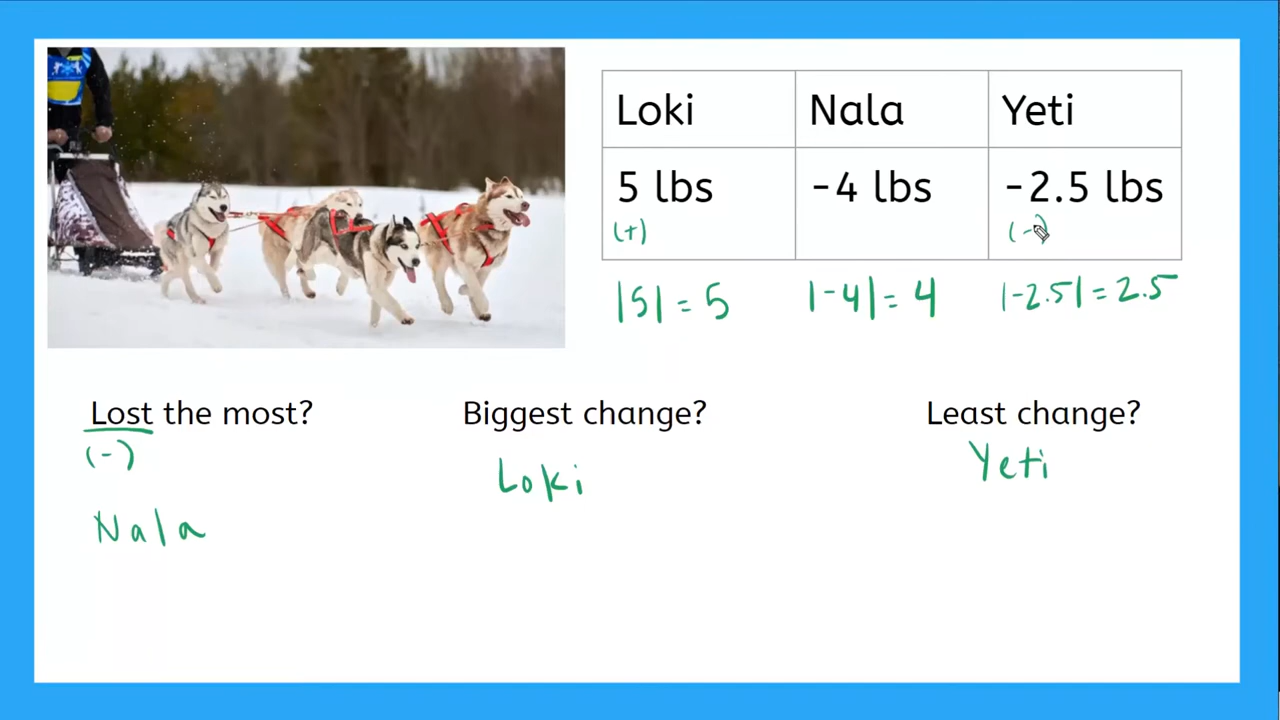 Loki Nala Yeti
5 lbs -4 lbs -2.5 lbs
(+) (-)
|5| = 5 |-4| = 4 |-2.5| = 2.5
Lost the most? Biggest change? Least change?
(-) Loki Yeti
Nala